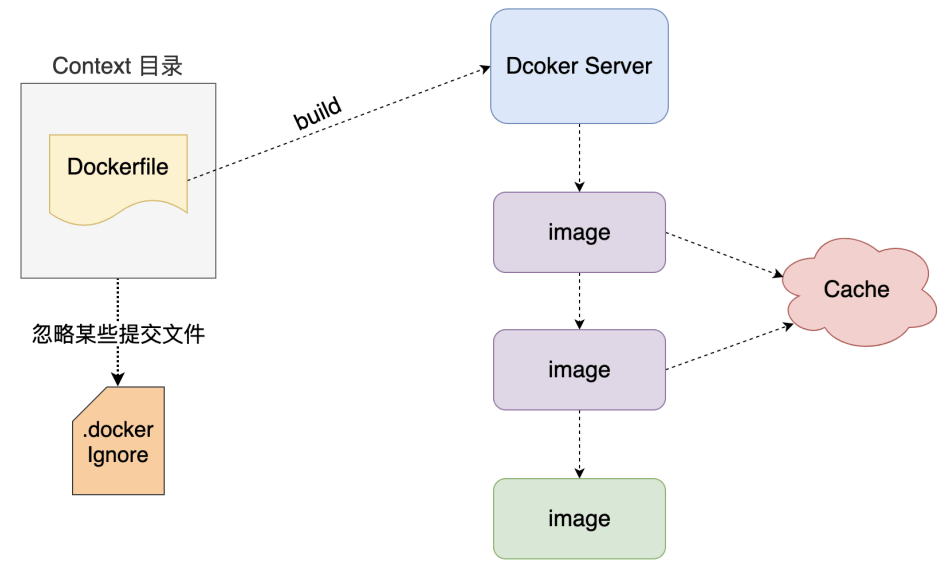 Context 目录
Dockerfile
build
Dcoker Server
忽略某些提交文件
.docker
Ignore
image
image
image
Cache